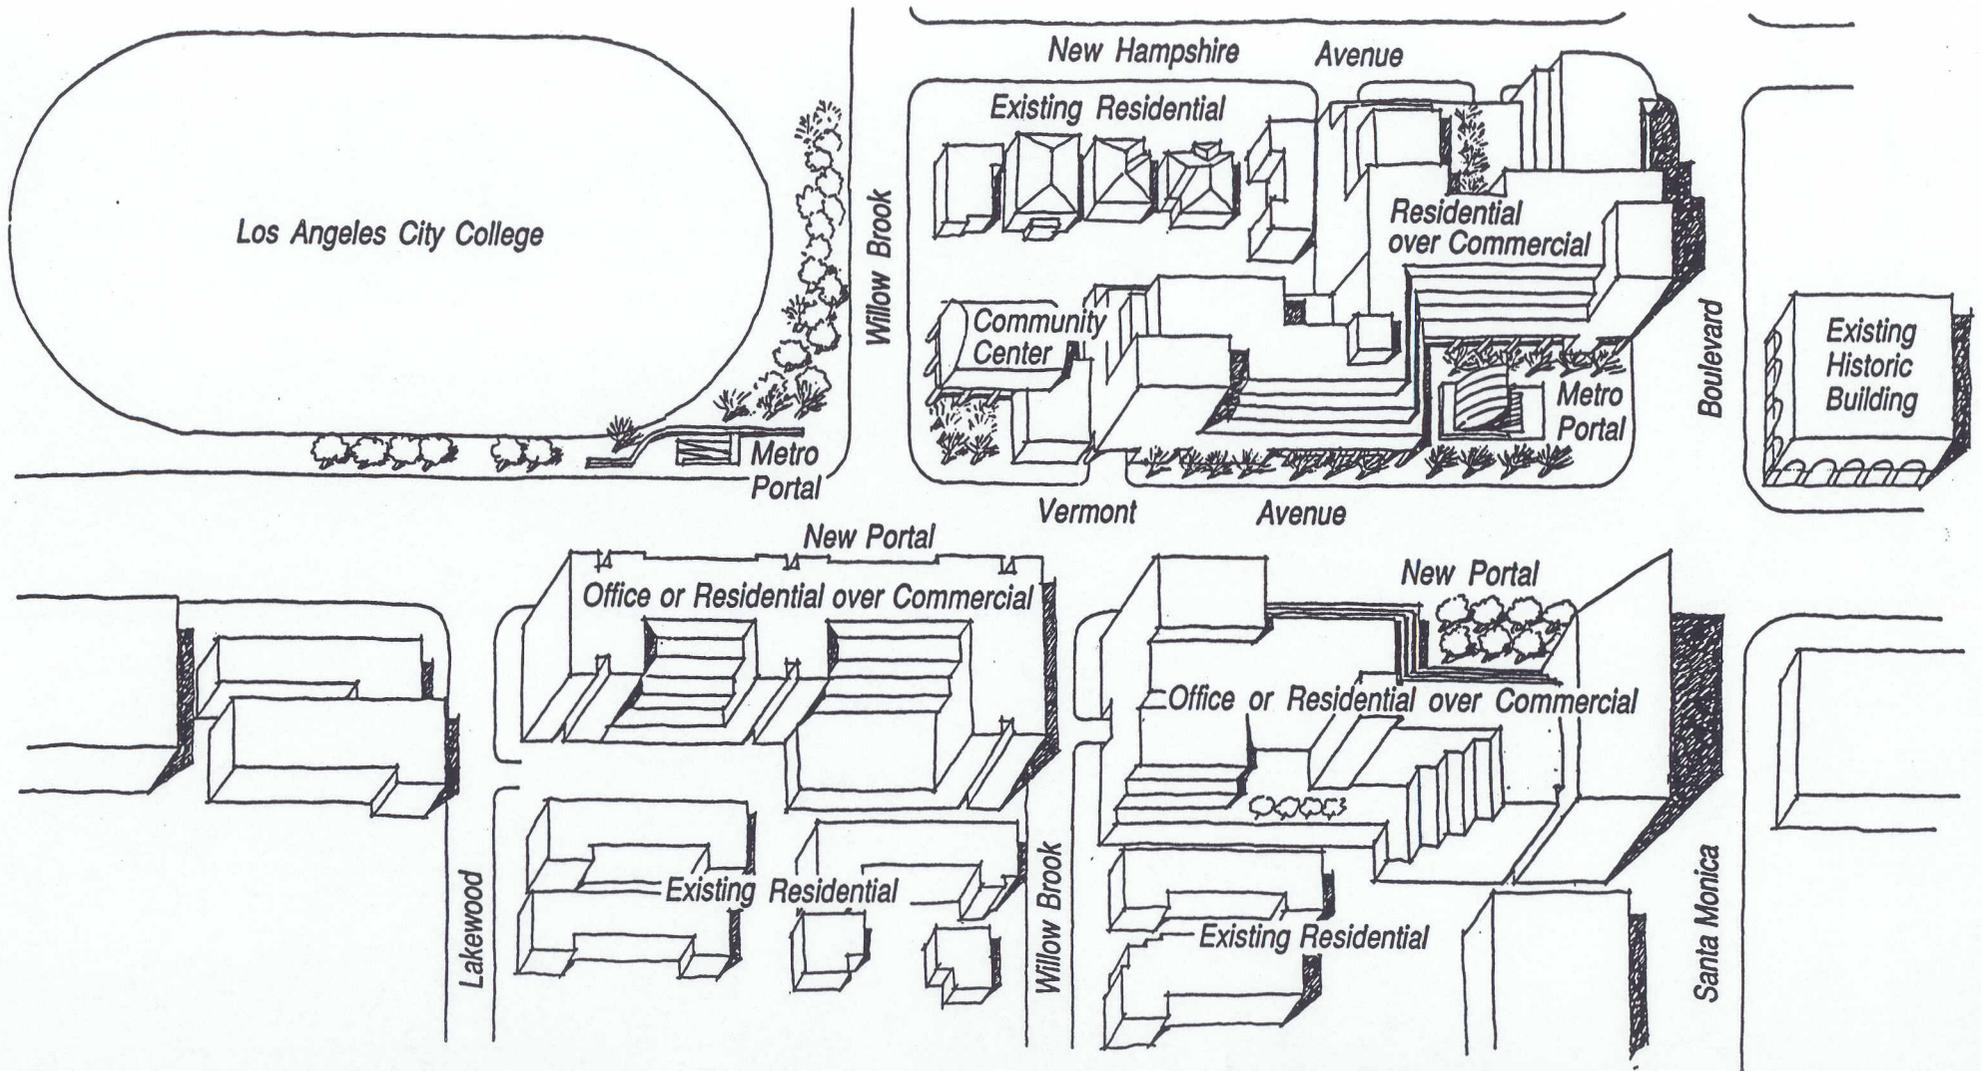 New Hampshire Avenue
Existing Residential
Los Angeles City College
Willow Brook
Residential
over Commercial
Community
Center
Boulevard
Existing
Historic
Building
Metro
Portal
Metro
Portal
Vermont Avenue
New Portal
Office or Residential over Commercial
New Portal
Office or Residential over Commercial
Lakewood
Existing Residential
Willow Brook
Existing Residential
Santa Monica